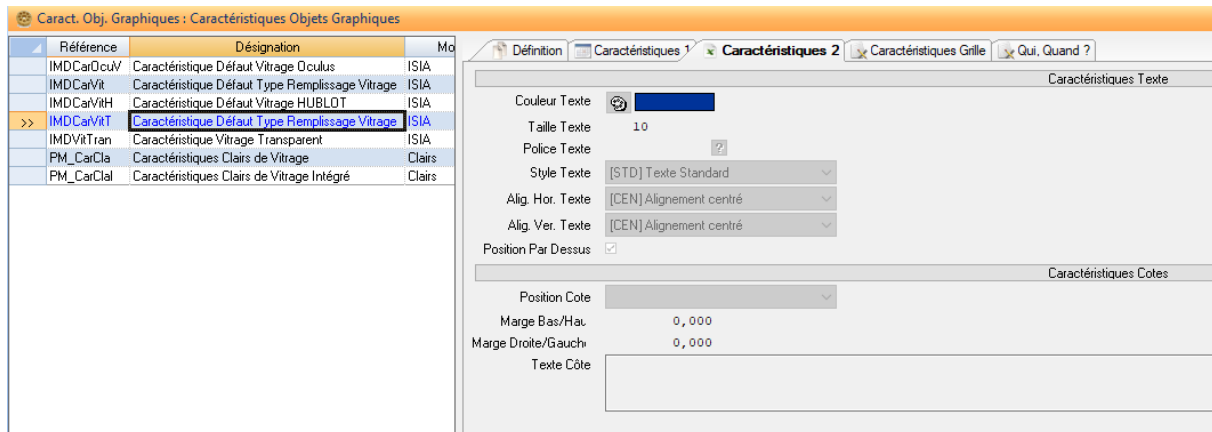 Caract. Obj. Graphiques : Caractéristiques Objets Graphiques
Référence Désignation Mo
IMDCarOcuV Caractéristique Défaut Vitrage Oculus ISIA
IMDCarVit Caractéristique Défaut Type Remplissage Vitrage ISIA
IMDCarVitH Caractéristique Défaut Vitrage HUBLOT ISIA
>> IMDCarVitT Caractéristique Défaut Type Remplissage Vitrage ISIA
IMDVitTran Caractéristique Vitrage Transparent ISIA
PM_CarCla Caractéristiques Clairs de Vitrage Clairs
PM_CarClaI Caractéristiques Clairs de Vitrage Intégré Clairs
Définition Caractéristiques 1 Caractéristiques 2 Caractéristiques Grille Qui, Quand ?
Caractéristiques Texte
Couleur Texte
Taille Texte 10
Police Texte ?
Style Texte [STD] Texte Standard
Alig. Hor. Texte [CEN] Alignement centré
Alig. Ver. Texte [CEN] Alignement centré
Position Par Dessus
Caractéristiques Cotes
Position Cote
Marge Bas/Hau 0,000
Marge Droite/Gauch 0,000
Texte Côte